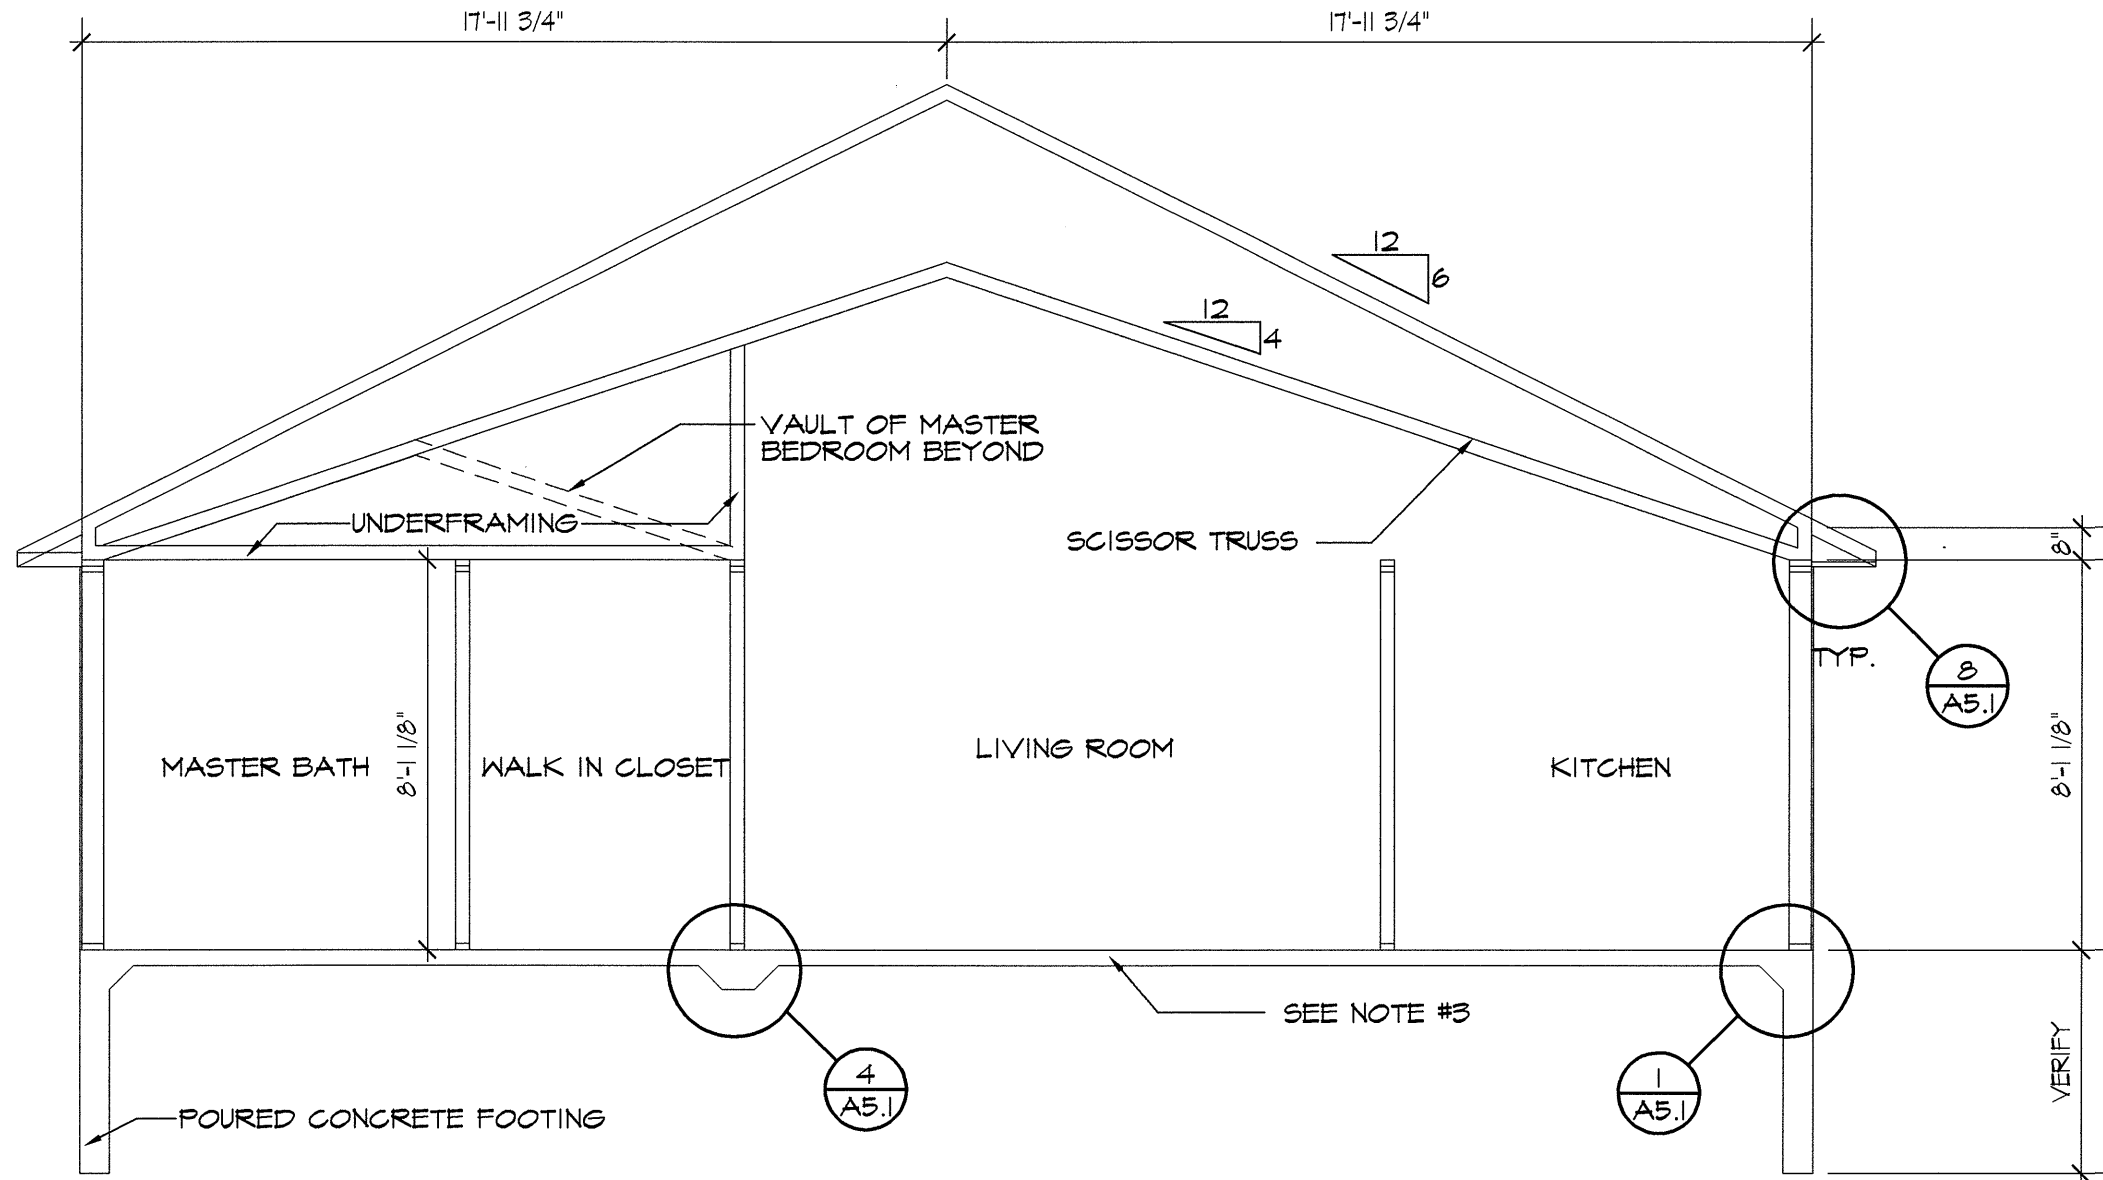 17'-11 3/4"
17'-11 3/4"
12
6
12
4
VAULT OF MASTER
BEDROOM BEYOND
UNDERFRAMING
SCISSOR TRUSS
8"
TYP.
8
A5.1
8'-1 1/8"
8'-1 1/8"
MASTER BATH
WALK IN CLOSET
LIVING ROOM
KITCHEN
SEE NOTE #3
4
A5.1
1
A5.1
VERIFY
POURED CONCRETE FOOTING